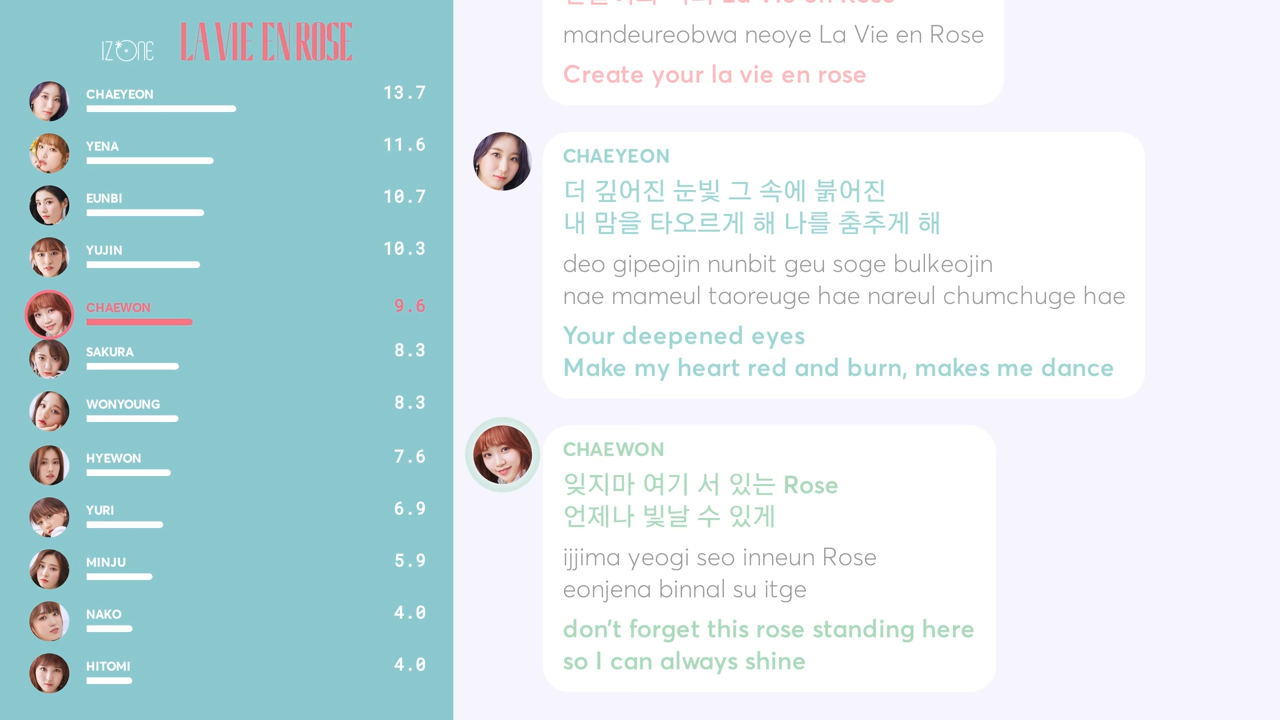 IZ*ONE LA VIE EN ROSE
CHAEYEON 13.7
YENA 11.6
EUNBI 10.7
YUJIN 10.3
CHAEWON 9.6
SAKURA 8.3
WONYOUNG 8.3
HYEWON 7.6
YURI 6.9
MINJU 5.9
NAKO 4.0
HITOMI 4.0
La Vie en Rose
mandeureobwa neoye La Vie en Rose
Create your la vie en rose
CHAEYEON
더 깊어진 눈빛 그 속에 붉어진
내 맘을 타오르게 해 나를 춤추게 해
deo gipeojin nunbit geu soge bulkeojin
nae mameul taoreuge hae nareul chumchuge hae
Your deepened eyes
Make my heart red and burn, makes me dance
CHAEWON
잊지마 여기 서 있는 Rose
언제나 빛날 수 있게
ijjima yeogi seo inneun Rose
eonjena binnal su itge
don't forget this rose standing here
so I can always shine